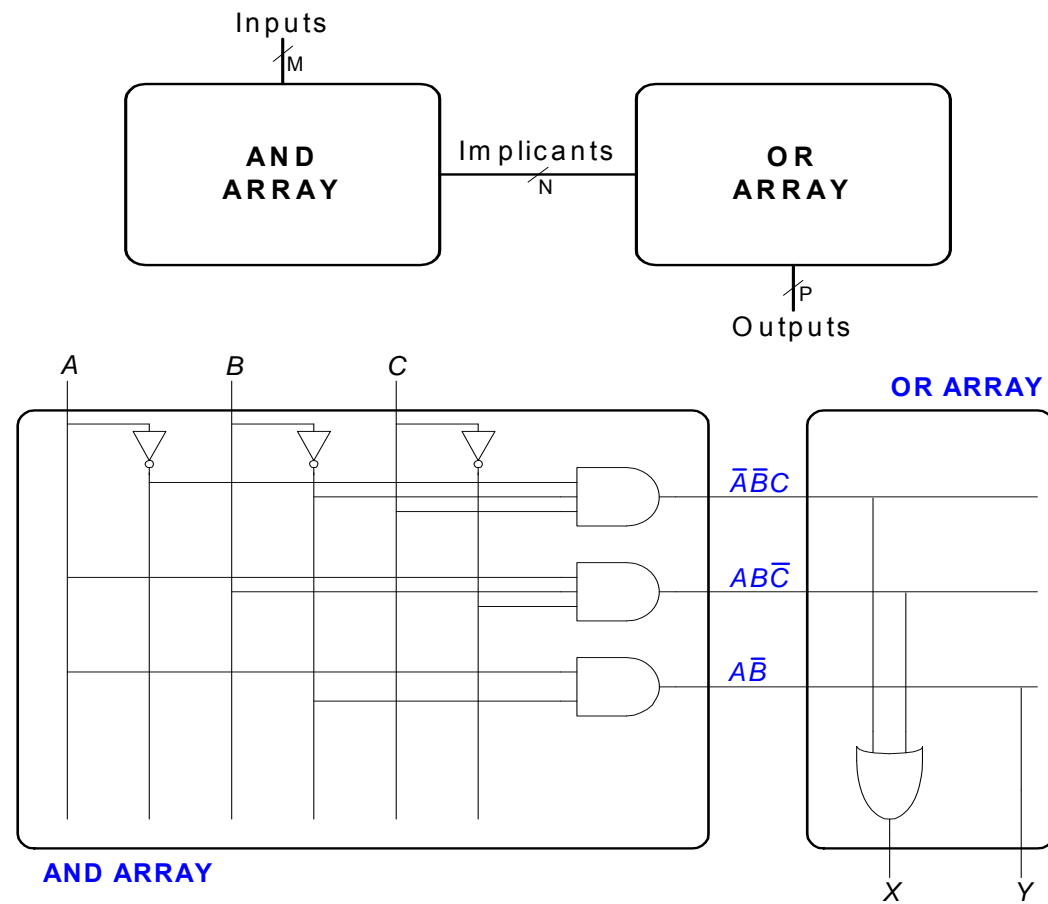 Inputs
M
AND
ARRAY
Implicants
N
OR
ARRAY
P
Outputs
A B C
OR ARRAY
A̅B̅C
ABC̅
AB̅
AND ARRAY
X Y